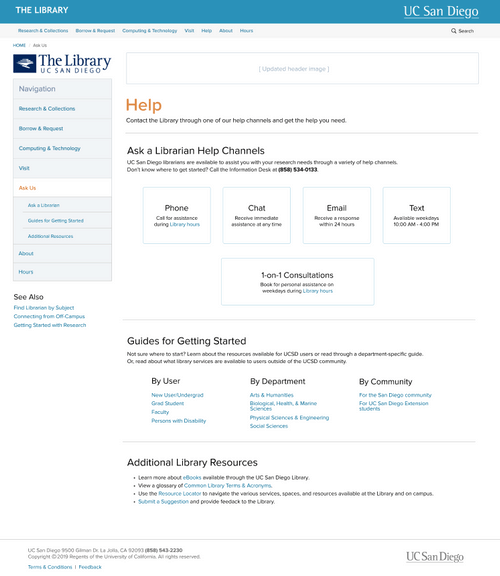 THE LIBRARY
UC San Diego
Research & Collections
Borrow & Request
Computing & Technology
Visit
Help
About
Hours
Search
HOME / Ask Us
The Library
UC SAN DIEGO
Navigation
Research & Collections
Borrow & Request
Computing & Technology
Visit
Ask Us
Ask a Librarian
Guides for Getting Started
Additional Resources
About
Hours
See Also
Find Librarian by Subject
Connecting from Off-Campus
Getting Started with Research
[ Updated header image ]
Help
Contact the Library through one of our help channels and get the help you need.
Ask a Librarian Help Channels
UC San Diego librarians are available to assist you with your research needs through a variety of help channels.
Don't know where to get started? Call the Information Desk at (858) 534-0133.
Phone
Call for assistance
during Library hours
Chat
Receive immediate
assistance at any time
Email
Receive a response
within 24 hours
Text
Available weekdays
10:00 AM - 4:00 PM
1-on-1 Consultations
Book for personal assistance on
weekdays during Library hours
Guides for Getting Started
Not sure where to start? Learn about the resources available for UCSD users or read through a department-specific guide.
Or, read about what library services are available to users outside of the UCSD community.
By User
New User/Undergrad
Grad Student
Faculty
Persons with Disability
By Department
Arts & Humanities
Biological, Health, & Marine
Sciences
Physical Sciences & Engineering
Social Sciences
By Community
For the San Diego community
For UC San Diego Extension
students
Additional Library Resources
• Learn more about eBooks available through the UC San Diego Library.
• View a glossary of Common Library Terms & Acronyms.
• Use the Resource Locator to navigate the various services, spaces, and resources available at the Library and on campus.
• Submit a Suggestion and provide feedback to the Library.
UC San Diego 9500 Gilman Dr. La Jolla, CA 92093 (858) 543-2230
Copyright ©2019 Regents of the University of California. All rights reserved.
Terms & Conditions | Feedback
UC San Diego